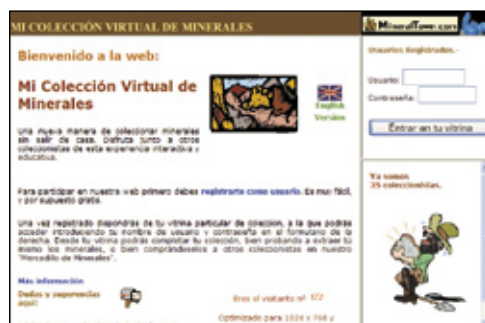 MI COLECCIÓN VIRTUAL DE MINERALES
MineralTown.com
Bienvenido a la web:
Mi Colección Virtual de
Minerales
English
Version
Una nueva manera de coleccionar minerales
sin salir de casa. Disfruta junto a otros
coleccionistas de esta experiencia interactiva y
educativa.
Para participar en nuestra web primero debes registrarte como usuario. Es muy fácil,
y por supuesto gratis.
Una vez registrado dispondrás de tu vitrina particular de colección, a la que podrás
acceder introduciendo tu nombre de usuario y contraseña en el formulario de la
derecha. Desde tu vitrina podrás completar tu colección, bien probando a extraer tú
mismo los minerales, o bien comprándoselos a otros coleccionistas en nuestro
"Mercadillo de Minerales".
Más información
Dudas y sugerencias
aquí:
Eres el visitante nº 172
Optimizado para 1024 x 768 y
Usuarios Registrados.-
Usuario:
Contraseña:
Entrar en tu vitrina
Ya somos
35 coleccionistas.